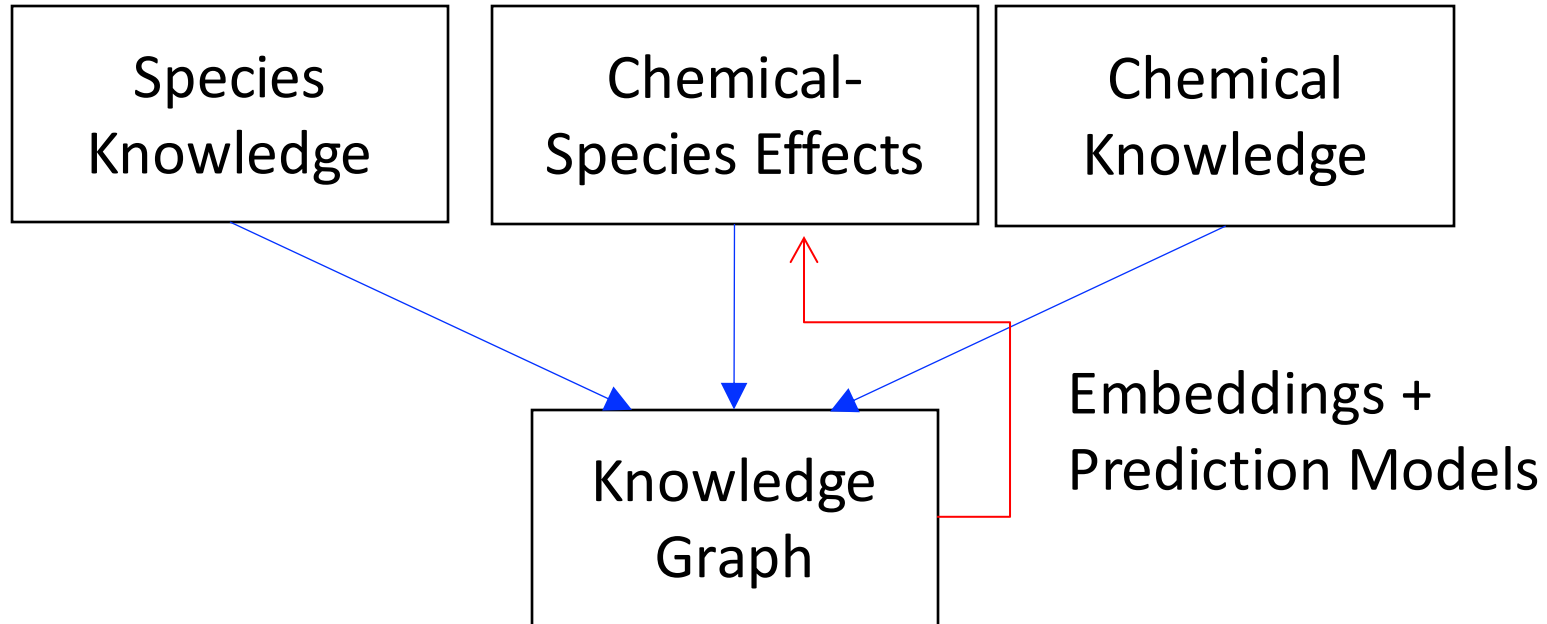 Species
Knowledge
Chemical-
Species Effects
Chemical
Knowledge
Embeddings +
Prediction Models
Knowledge
Graph